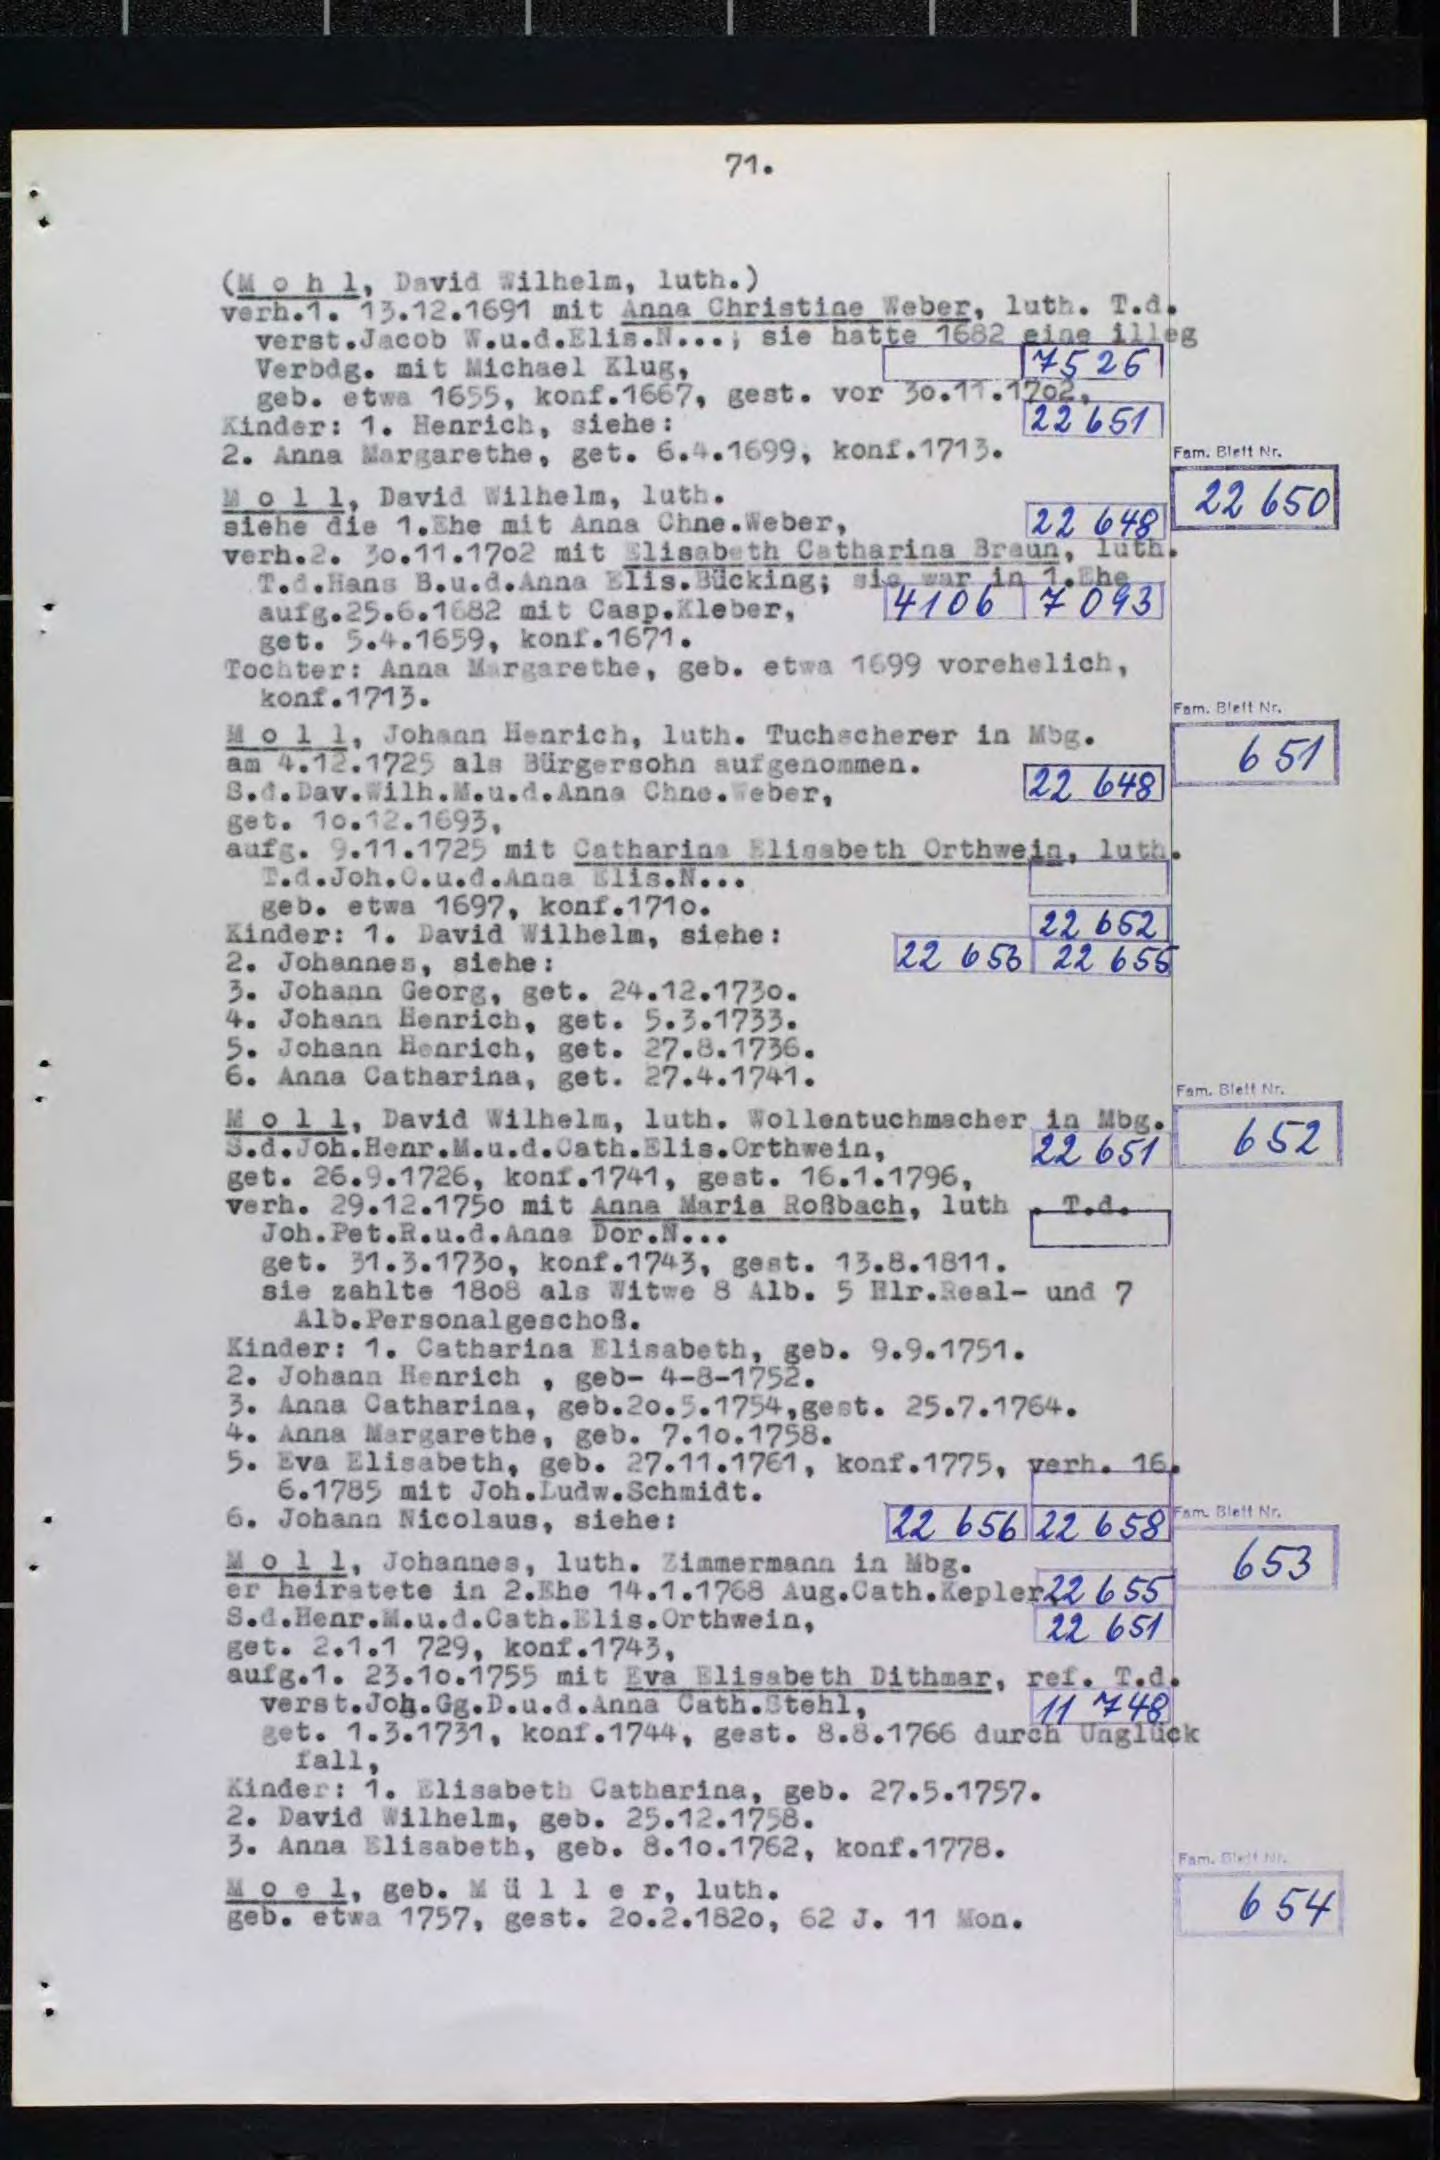 71.
(M o h l, David Wilhelm, luth.)
verh.1. 13.12.1691 mit Anna Christine Weber, luth. T.d.
verst.Jacob W.u.d.Elis.N...; sie hatte 1682 eine illeg
Verbdg. mit Michael Klug, 7526
geb. etwa 1655, konf.1667, gest. vor 30.11.1702,
Kinder: 1. Henrich, siehe: 22 651
2. Anna Margarethe, get. 6.4.1699, konf.1713.
Fam. Blatt Nr.
22 650
M o l l, David Wilhelm, luth.
siehe die 1.Ehe mit Anna Chne.Weber, 22 648
verh.2. 30.11.1702 mit Elisabeth Catharina Braun, luth.
T.d.Hans B.u.d.Anna Elis.Bücking; sie war in 1.Ehe
aufg.25.6.1682 mit Casp.Kleber, 4106 7093
get. 5.4.1659, konf.1671.
Tochter: Anna Margarethe, geb. etwa 1699 vorehelich,
konf.1713.
Fam. Blatt Nr.
651
M o l l, Johann Henrich, luth. Tuchscherer in Mbg.
am 4.12.1725 als Bürgersohn aufgenommen.
S.d.Dav.Wilh.M.u.d.Anna Chne.Weber, 22 648
get. 10.12.1693,
aufg. 9.11.1725 mit Catharina Elisabeth Orthwein, luth.
T.d.Joh.O.u.d.Anna Elis.N...
geb. etwa 1697, konf.1710.
Kinder: 1. David Wilhelm, siehe: 22 652
2. Johannes, siehe: 22 653 22 655
3. Johann Georg, get. 24.12.1730.
4. Johann Henrich, get. 5.3.1733.
5. Johann Henrich, get. 27.8.1736.
6. Anna Catharina, get. 27.4.1741.
Fam. Blatt Nr.
652
M o l l, David Wilhelm, luth. Wollentuchmacher in Mbg.
S.d.Joh.Henr.M.u.d.Cath.Elis.Orthwein, 22 651
get. 26.9.1726, konf.1741, gest. 16.1.1796,
verh. 29.12.1750 mit Anna Maria Roßbach, luth . T.d.
Joh.Pet.R.u.d.Anna Dor.N...
get. 31.3.1730, konf.1743, gest. 13.8.1811.
sie zahlte 1808 als Witwe 8 Alb. 5 Hlr.Real- und 7
Alb.Personalgeschoß.
Kinder: 1. Catharina Elisabeth, geb. 9.9.1751.
2. Johann Henrich , geb- 4-8-1752.
3. Anna Catharina, geb.20.5.1754,gest. 25.7.1764.
4. Anna Margarethe, geb. 7.10.1758.
5. Eva Elisabeth, geb. 27.11.1761, konf.1775, verh. 16.
6.1785 mit Joh.Ludw.Schmidt.
6. Johann Nicolaus, siehe: 22 656 22 658
Fam. Blatt Nr.
653
M o l l, Johannes, luth. Zimmermann in Mbg.
er heiratete in 2.Ehe 14.1.1768 Aug.Cath.Kepler, 22 655
S.d.Henr.M.u.d.Cath.Elis.Orthwein, 22 651
get. 2.1.1 729, konf.1743,
aufg.1. 23.10.1755 mit Eva Elisabeth Dithmar, ref. T.d.
verst.Joh.Gg.D.u.d.Anna Cath.Stehl, 11 748
get. 1.3.1731, konf.1744, gest. 8.8.1766 durch Unglück
fall,
Kinder: 1. Elisabeth Catharina, geb. 27.5.1757.
2. David Wilhelm, geb. 25.12.1758.
3. Anna Elisabeth, geb. 8.10.1762, konf.1778.
Fam. Blatt Nr.
654
M o e l, geb. M ü l l e r, luth.
geb. etwa 1757, gest. 20.2.1820, 62 J. 11 Mon.